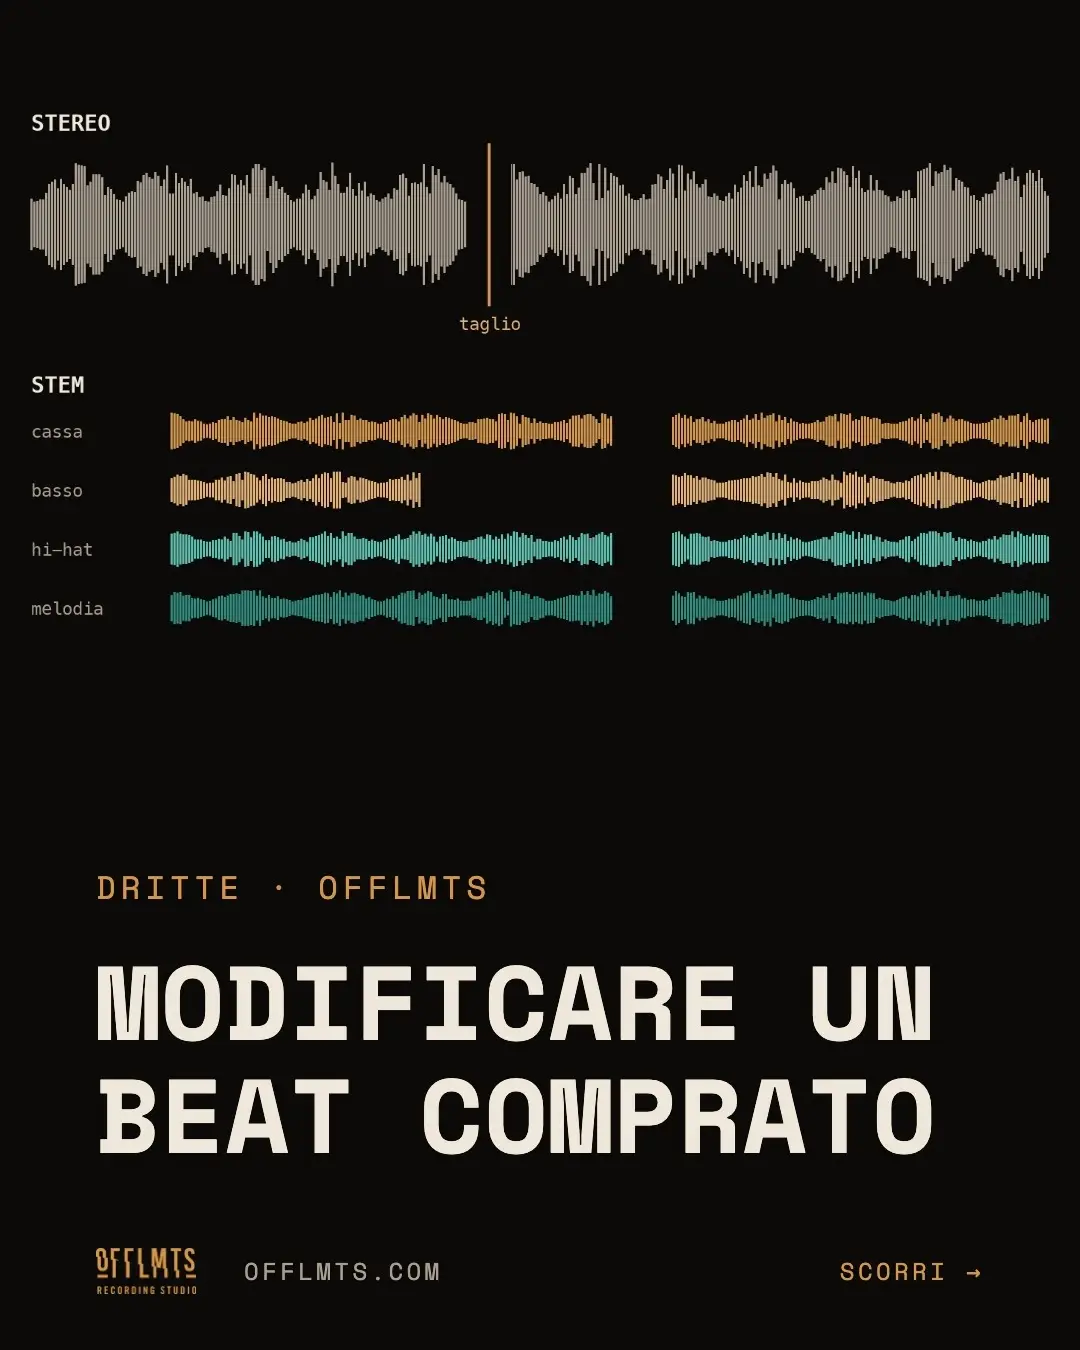 STEREO
taglio
STEM
cassa
basso
hi–hat
melodia
DRITTE · OFFLMTS
MODIFICARE UN
BEAT COMPRATO
OFFLMTS
RECORDING STUDIO
OFFLMTS.COM
SCORRI →